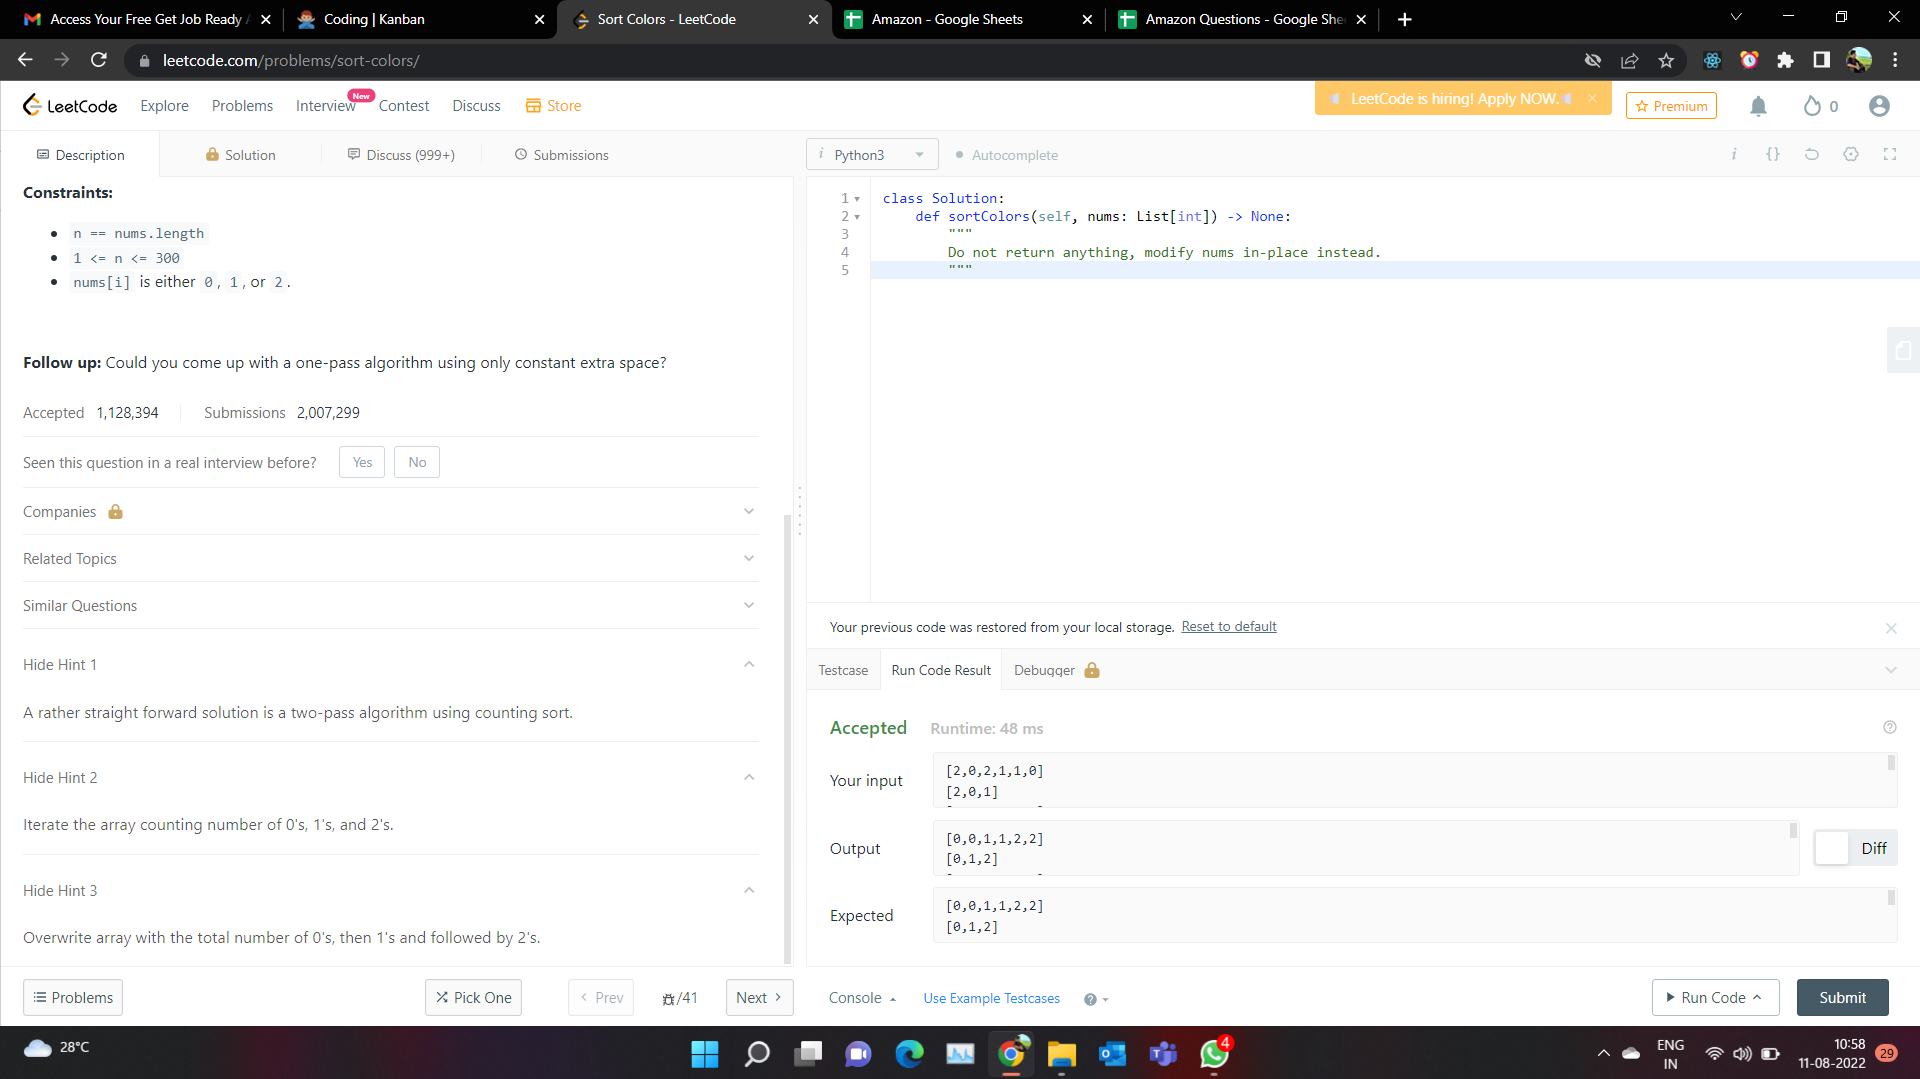 Access Your Free Get Job Ready
Coding | Kanban
Sort Colors - LeetCode
Amazon - Google Sheets
Amazon Questions - Google She
leetcode.com/problems/sort-colors/
LeetCode
Explore
Problems
Interview
New
Contest
Discuss
Store
LeetCode is hiring! Apply NOW.
Premium
0
Description
Solution
Discuss (999+)
Submissions
i Python3
Autocomplete
i {}
Constraints:
n == nums.length
1 <= n <= 300
nums[i] is either 0, 1, or 2.
Follow up: Could you come up with a one-pass algorithm using only constant extra space?
Accepted 1,128,394 Submissions 2,007,299
Seen this question in a real interview before? Yes No
Companies
Related Topics
Similar Questions
Hide Hint 1
A rather straight forward solution is a two-pass algorithm using counting sort.
Hide Hint 2
Iterate the array counting number of 0's, 1's, and 2's.
Hide Hint 3
Overwrite array with the total number of 0's, then 1's and followed by 2's.
1 class Solution:
2 def sortColors(self, nums: List[int]) -> None:
3 """
4 Do not return anything, modify nums in-place instead.
5 """
Your previous code was restored from your local storage. Reset to default
Testcase
Run Code Result
Debugger
Accepted Runtime: 48 ms
Your input
[2,0,2,1,1,0]
[2,0,1]
Output
[0,0,1,1,2,2]
[0,1,2]
Diff
Expected
[0,0,1,1,2,2]
[0,1,2]
Problems
Pick One
Prev
/41
Next
Console
Use Example Testcases
Run Code
Submit
28°C
4
ENG
IN
10:58
11-08-2022
29